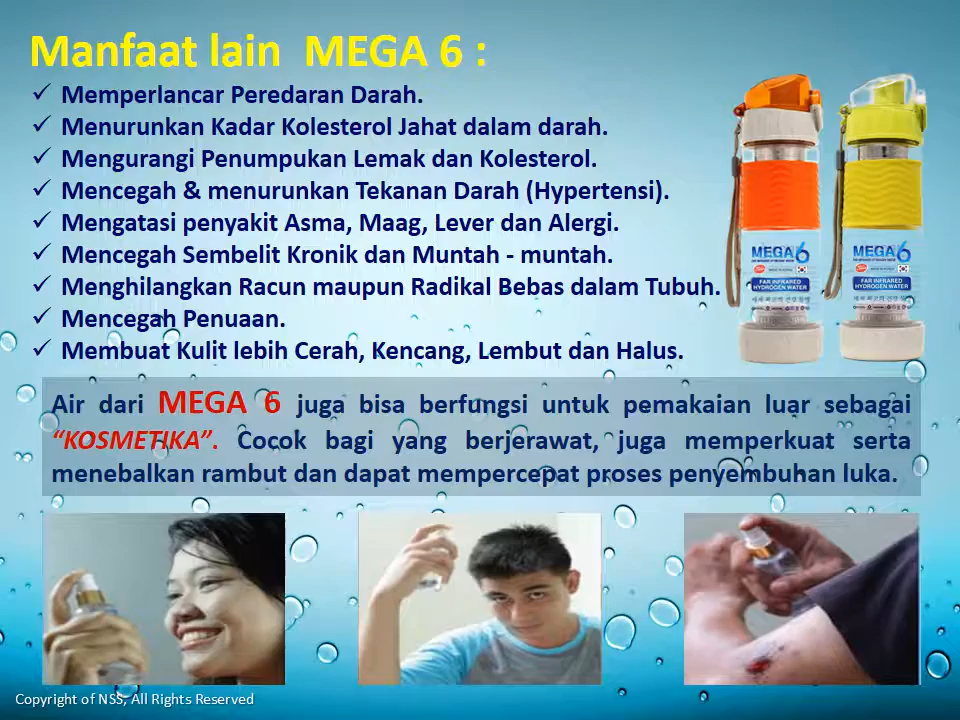 Manfaat lain MEGA 6 :
✓ Memperlancar Peredaran Darah.
✓ Menurunkan Kadar Kolesterol Jahat dalam darah.
✓ Mengurangi Penumpukan Lemak dan Kolesterol.
✓ Mencegah & menurunkan Tekanan Darah (Hypertensi).
✓ Mengatasi penyakit Asma, Maag, Lever dan Alergi.
✓ Mencegah Sembelit Kronik dan Muntah - muntah.
✓ Menghilangkan Racun maupun Radikal Bebas dalam Tubuh.
✓ Mencegah Penuaan.
✓ Membuat Kulit lebih Cerah, Kencang, Lembut dan Halus.
MEGA 6
FAR INFRARED
HYDROGEN WATER
MEGA 6
FAR INFRARED
HYDROGEN WATER
Air dari MEGA 6 juga bisa berfungsi untuk pemakaian luar sebagai
“KOSMETIKA”. Cocok bagi yang berjerawat, juga memperkuat serta
menebalkan rambut dan dapat mempercepat proses penyembuhan luka.
Copyright of NSS, All Rights Reserved